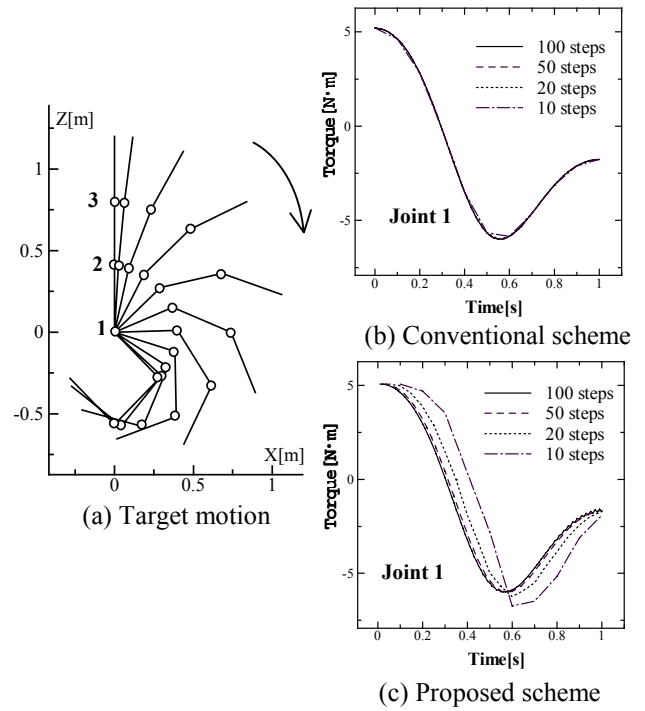 Z[m]
1
0.5
0
-0.5
3
2
1
0
0.5
1
X[m]
(a) Target motion
5
0
-5
Torque[N·m]
100 steps
50 steps
20 steps
10 steps
Joint 1
0
0.2
0.4
0.6
0.8
1
Time[s]
(b) Conventional scheme
5
0
-5
Torque[N·m]
100 steps
50 steps
20 steps
10 steps
Joint 1
0
0.2
0.4
0.6
0.8
1
Time[s]
(c) Proposed scheme